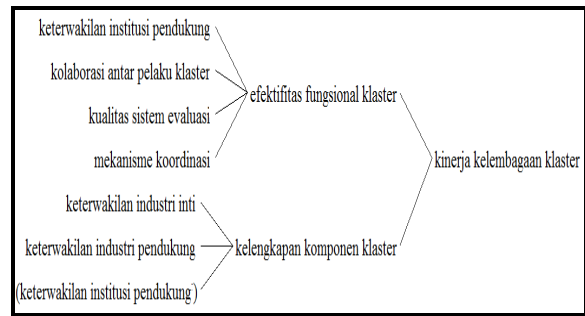 keterwakilan institusi pendukung
kolaborasi antar pelaku klaster
efektifitas fungsional klaster
kualitas sistem evaluasi
mekanisme koordinasi
kinerja kelembagaan klaster
keterwakilan industri inti
keterwakilan industri pendukung
kelengkapan komponen klaster
(keterwakilan institusi pendukung)